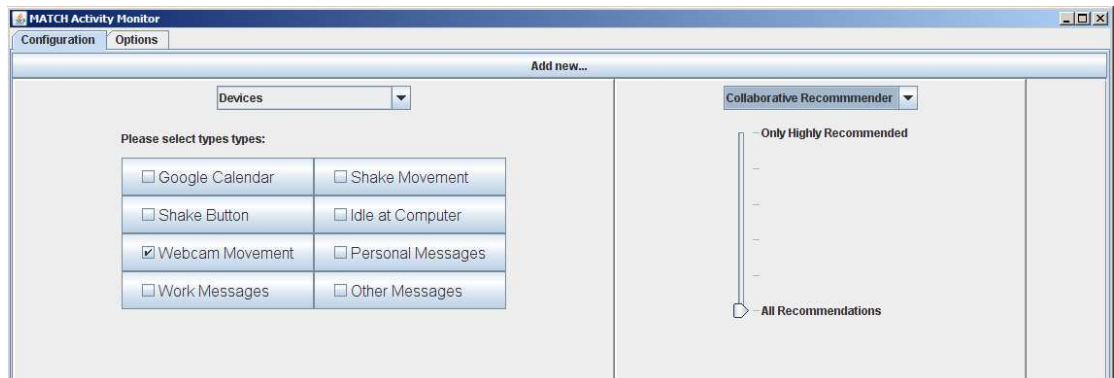 MATCH Activity Monitor
Configuration Options
Add new...
Devices
Please select types types:
Google Calendar Shake Movement
Shake Button Idle at Computer
Webcam Movement Personal Messages
Work Messages Other Messages
Collaborative Recommmender
Only Highly Recommended
All Recommendations